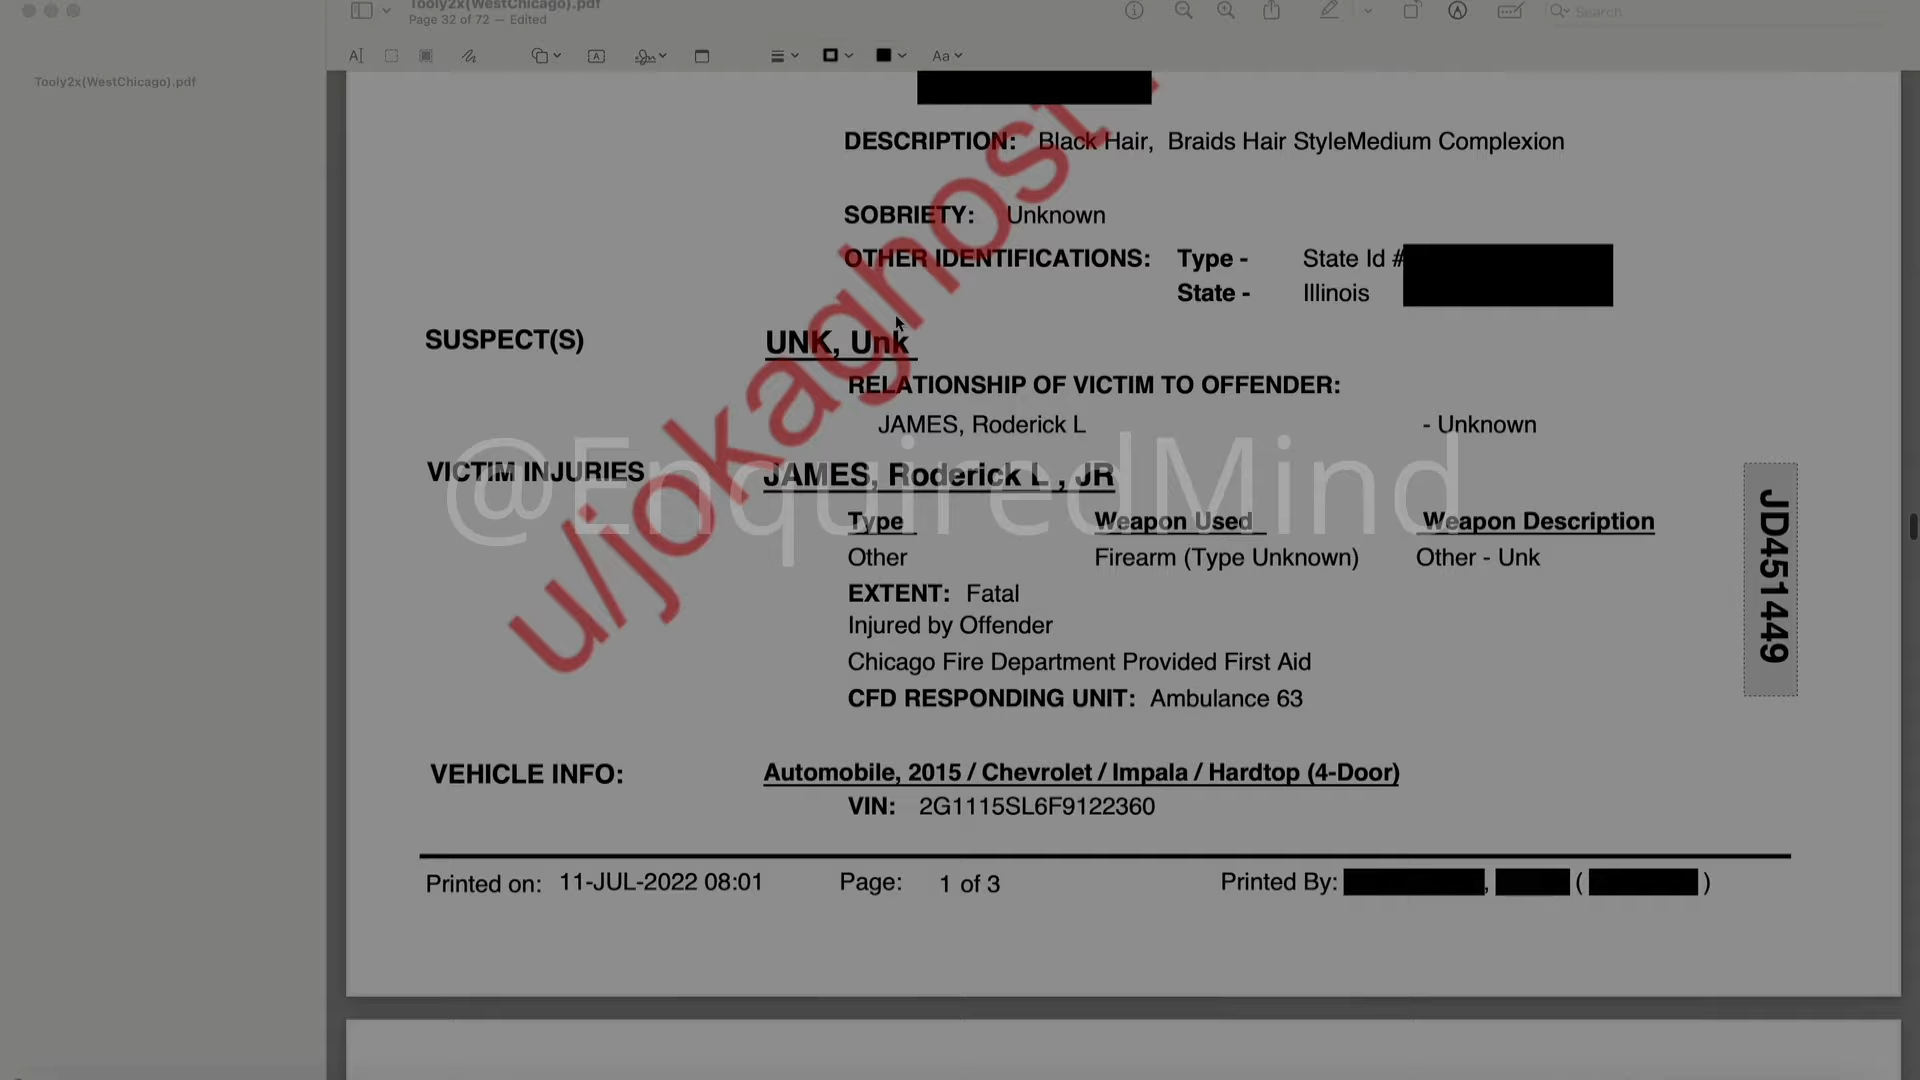 Tooly2x(WestChicago).pdf
Page 32 of 72 — Edited
Search
Aa
Tooly2x(WestChicago).pdf
DESCRIPTION: Black Hair, Braids Hair StyleMedium Complexion
SOBRIETY: Unknown
OTHER IDENTIFICATIONS: Type - State Id #
State - Illinois
SUSPECT(S) UNK, Unk
RELATIONSHIP OF VICTIM TO OFFENDER:
JAMES, Roderick L - Unknown
VICTIM INJURIES JAMES, Roderick L , JR
Type Weapon Used Weapon Description
Other Firearm (Type Unknown) Other - Unk
EXTENT: Fatal
Injured by Offender
Chicago Fire Department Provided First Aid
CFD RESPONDING UNIT: Ambulance 63
VEHICLE INFO: Automobile, 2015 / Chevrolet / Impala / Hardtop (4-Door)
VIN: 2G1115SL6F9122360
Printed on: 11-JUL-2022 08:01 Page: 1 of 3 Printed By: , ( )
JD451449
u/jokaghost
@EnquiredMind